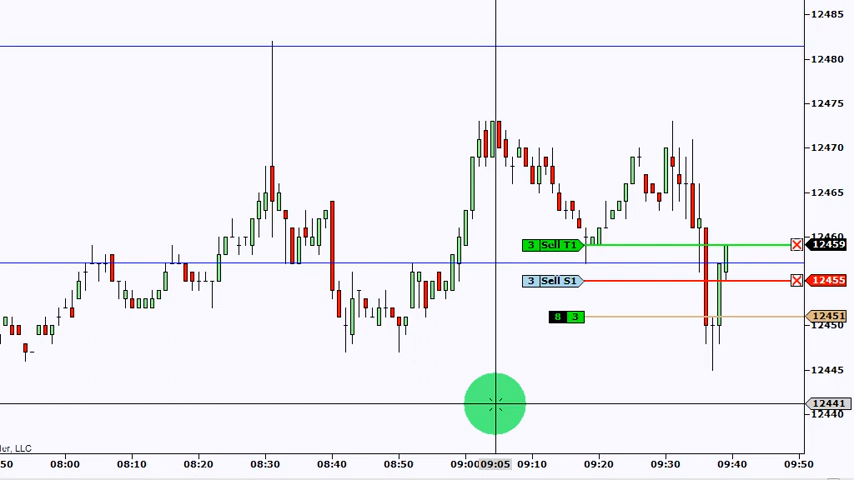 12485
12480
12475
12470
12465
12460
3 Sell T1 12459
3 Sell S1 12455
8 3 12451
12450
12445
12441
12440
der, LLC
50 08:00 08:10 08:20 08:30 08:40 08:50 09:00 09:05 09:10 09:20 09:30 09:40 09:50